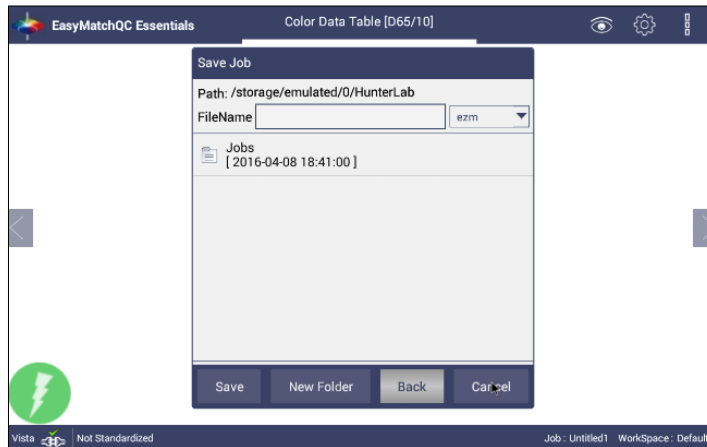 EasyMatchQC Essentials
Color Data Table [D65/10]
Save Job
Path: /storage/emulated/0/HunterLab
FileName
ezm
Jobs
[ 2016-04-08 18:41:00 ]
Save
New Folder
Back
Cancel
Vista
Not Standardized
Job : Untitled1
WorkSpace : Default